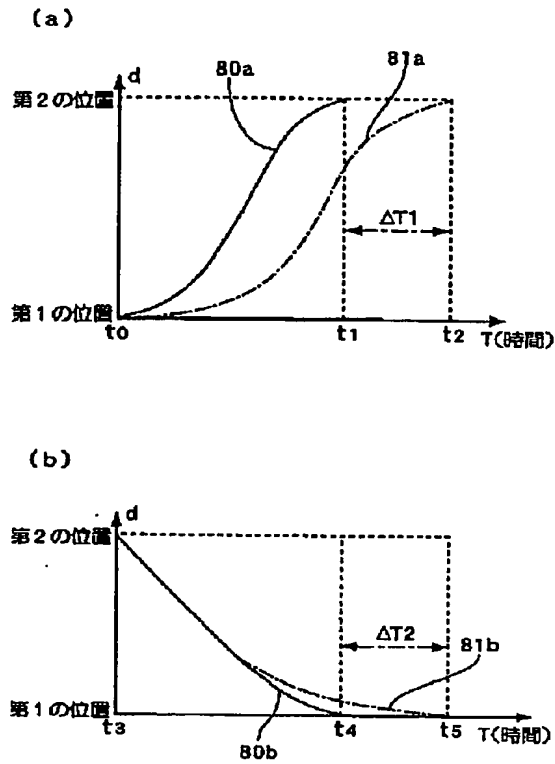 (a)
d
80a
81a
第2の位置
ΔT1
第1の位置
t0
t1
t2
T(時間)
(b)
d
第2の位置
ΔT2
81b
第1の位置
t3
t4
t5
T(時間)
80b